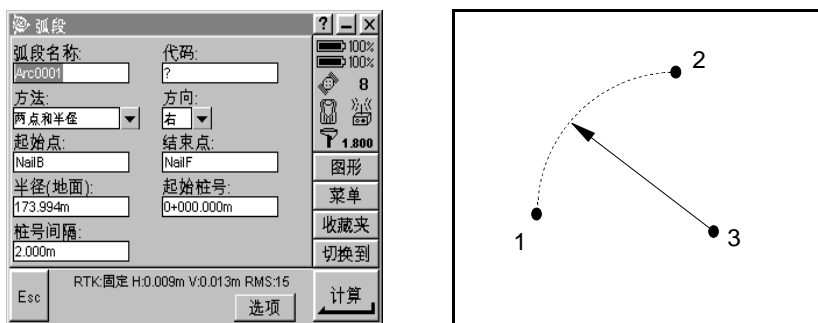 弧段
? _ ×
弧段名称: 代码:
Arc0001 ?
方法: 方向:
两点和半径 右
起始点: 结束点:
NailB NailF
半径(地面): 起始桩号:
173.994m 0+000.000m
桩号间隔:
2.000m
100%
100%
8
1.800
图形
菜单
收藏夹
切换到
Esc
RTK:固定 H:0.009m V:0.013m RMS:15
选项
计算
2
1
3